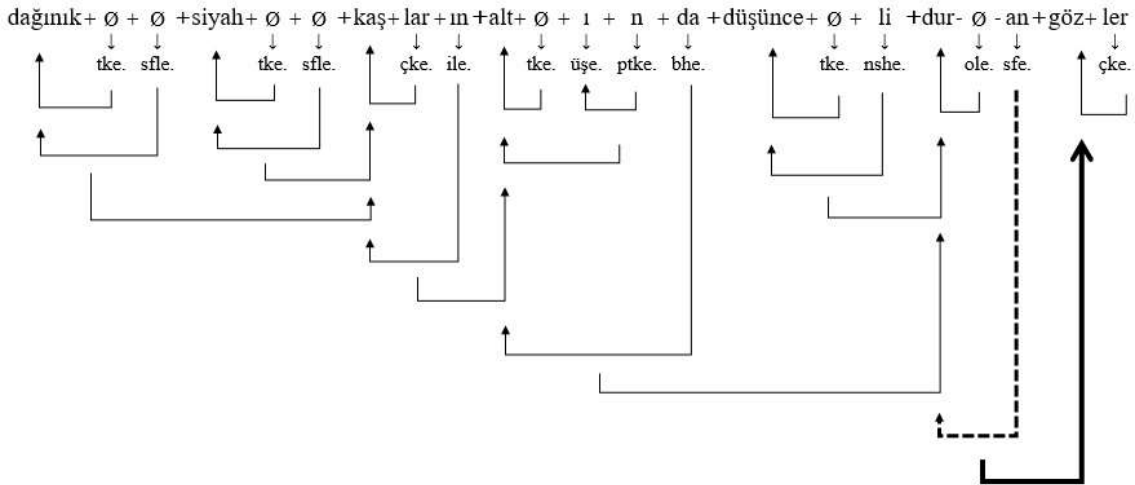 dağınık+ Ø + Ø +siyah+ Ø + Ø +kaş+ lar + ın +alt+ Ø + ı + n + da +düşünce+ Ø + li +dur- Ø - an+göz+ ler
↓ ↓ ↓ ↓ ↓ ↓ ↓ ↓ ↓ ↓ ↓ ↓ ↓ ↓ ↓
tke. sfle. tke. sfle. çke. ile. tke. üşe. ptke. bhe. tke. nshe. ole. sfe. çke.